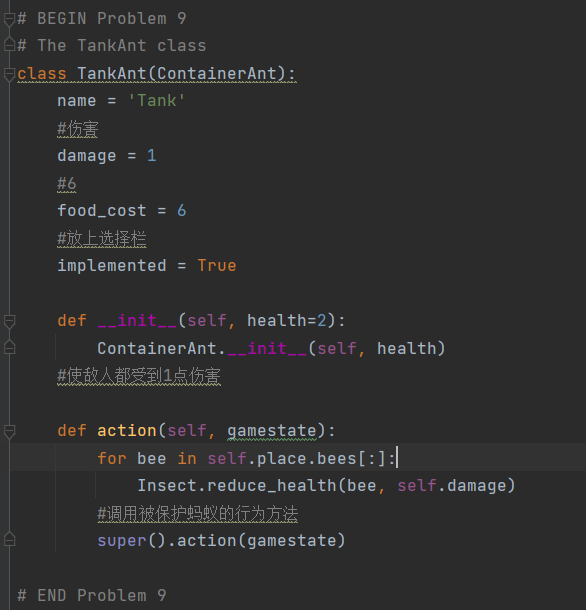 # BEGIN Problem 9
# The TankAnt class
class TankAnt(ContainerAnt):
    name = 'Tank'
    #伤害
    damage = 1
    #6
    food_cost = 6
    #放上选择栏
    implemented = True
    def __init__(self, health=2):
        ContainerAnt.__init__(self, health)
    #使敌人都受到1点伤害
    def action(self, gamestate):
        for bee in self.place.bees[:]:
            Insect.reduce_health(bee, self.damage)
        #调用被保护蚂蚁的行为方法
        super().action(gamestate)
# END Problem 9